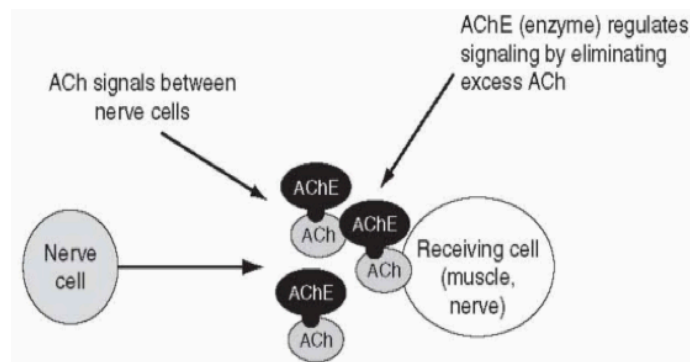 AChE (enzyme) regulates
signaling by eliminating
excess ACh
ACh signals between
nerve cells
AChE
ACh
AChE
ACh
Nerve
cell
Receiving cell
(muscle,
nerve)
AChE
ACh